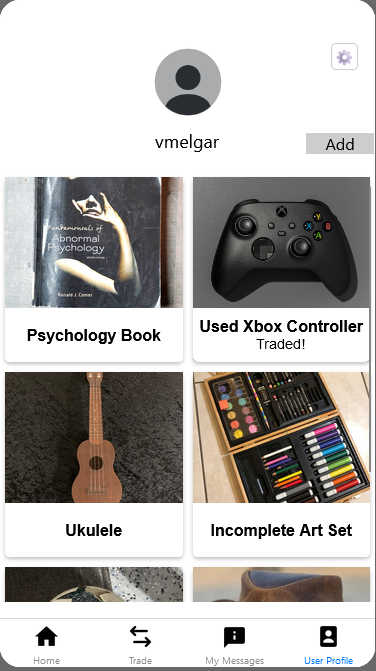 vmelgar
Add
Fundamentals of
Abnormal
Psychology
Ronald J. Comer
Y
X
B
A
Psychology Book
Used Xbox Controller
Traded!
Ukulele
Incomplete Art Set
Home
Trade
My Messages
User Profile